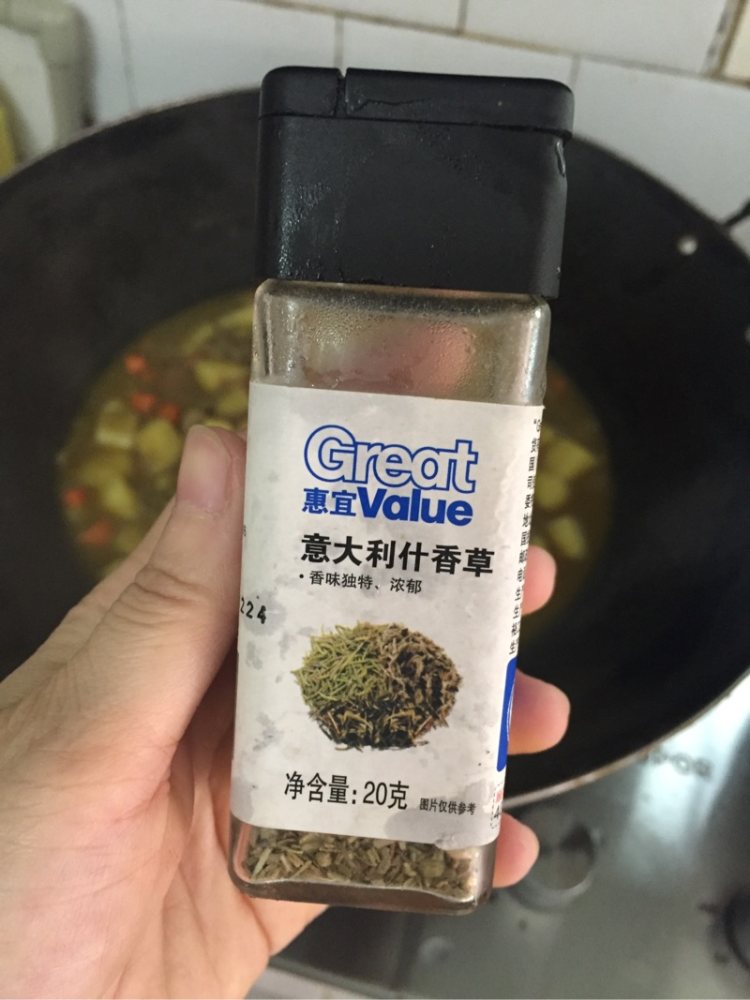 Great
惠宜Value
意大利什香草
·香味独特、浓郁
224
净含量:20克
图片仅供参考